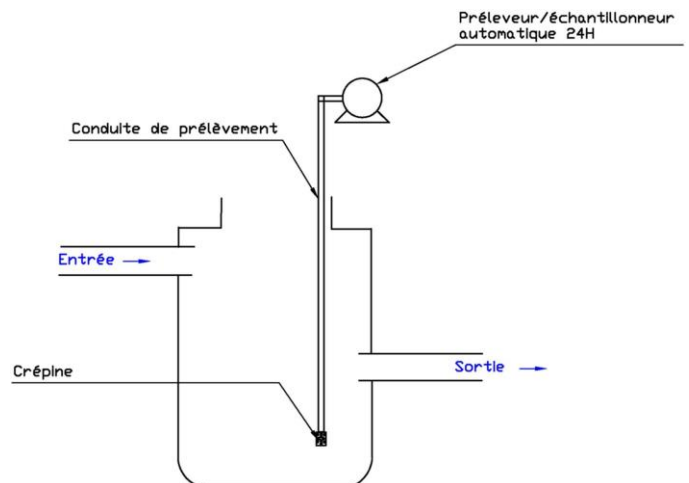 Préleveur/échantillonneur
automatique 24H
Conduite de prélèvement
Entrée
Sortie
Crépine